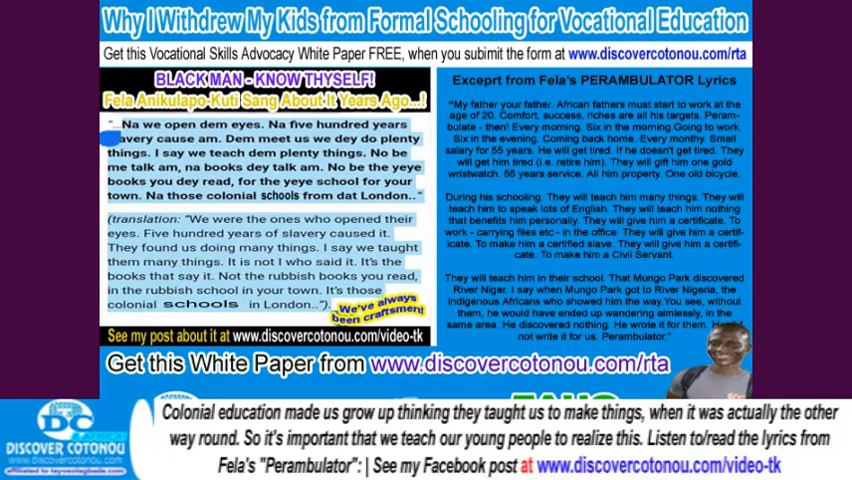 Why I Withdrew My Kids from Formal Schooling for Vocational Education
Get this Vocational Skills Advocacy White Paper FREE, when you subimit the form at www.discovercotonou.com/rta
BLACK MAN - KNOW THYSELF!
Fela Anikulapo-Kuti Sang About It Years Ago...!
"...Na we open dem eyes. Na five hundred years
avery cause am. Dem meet us we dey do plenty
things. I say we teach dem plenty things. No be
me talk am, na books dey talk am. No be the yeye
books you dey read, for the yeye school for your
town. Na those colonial schools from dat London.."
(translation: "We were the ones who opened their
eyes. Five hundred years of slavery caused it.
They found us doing many things. I say we taught
them many things. It is not I who said it. It's the
books that say it. Not the rubbish books you read,
in the rubbish school in your town. It's those
colonial schools in London..").
We've always
been craftsmen!
See my post about it at www.discovercotonou.com/video-tk
Exceprt from Fela's PERAMBULATOR Lyrics
"My father your father. African fathers must start to work at the
age of 20. Comfort, success, riches are all his targets. Peram-
bulate - then! Every morning. Six in the morning.Going to work.
Six in the evening. Coming back home. Every monthy. Small
salary for 55 years. He will get tired. If he doesn't get tired. They
will get him tired (i.e. retire him). They will gift him one gold
wristwatch. 55 years service. All him property. One old bicycle.
During his schooling. They will teach him many things. They will
teach him to speak lots of English. They will teach him nothing
that benefits him personally. They will give him a certificate. To
work - carrying files etc - in the office. They will give him a certif-
icate. To make him a certified slave. They will give him a certifi-
cate. To make him a Civil Servant.
They will teach him in their school. That Mungo Park discovered
River Niger. I say when Mungo Park got to River Nigeria, the
indigenous Africans who showed him the way.You see, without
them, he would have ended up wandering aimlessly, in the
same area. He discovered nothing. He wrote it for them. He
not write it for us. Perambulator."
Get this White Paper from www.discovercotonou.com/rta
DC
DISCOVER COTONOU
www.discovercotonou.com
affiliated to tayosolagbade.com
Colonial education made us grow up thinking they taught us to make things, when it was actually the other
way round. So it's important that we teach our young people to realize this. Listen to/read the lyrics from
Fela's "Perambulator": | See my Facebook post at www.discovercotonou.com/video-tk